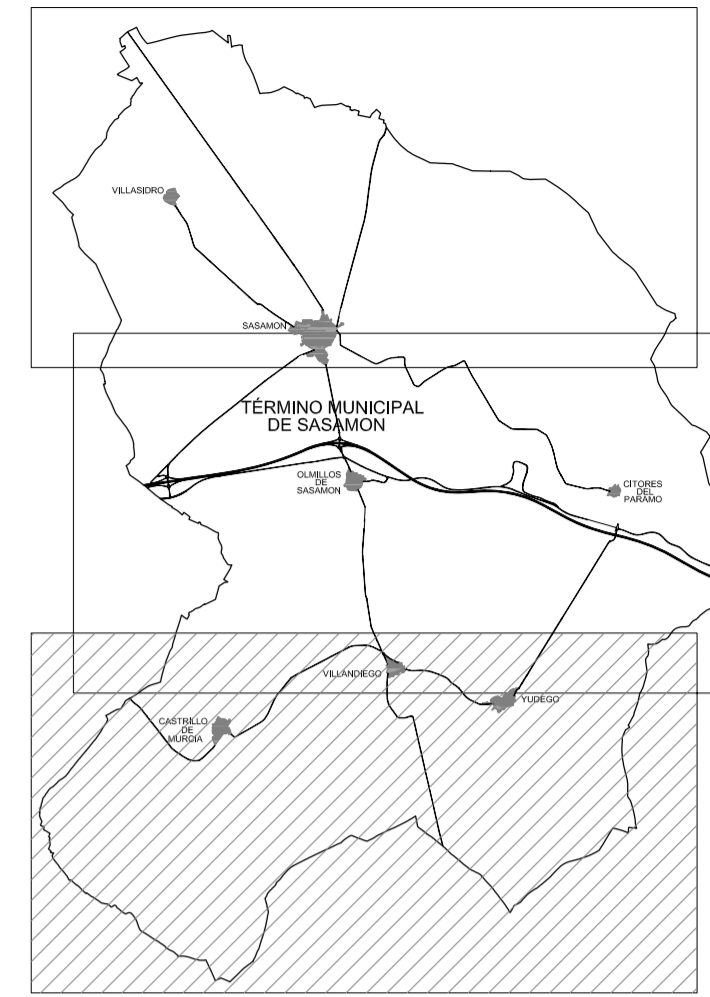 VILLASIDRO
SASAMON
TÉRMINO MUNICIPAL
DE SASAMON
OLMILLOS
DE
SASAMON
CITORES
DEL
PARAMO
VILLANDIEGO
YUDEGO
CASTRILLO
DE
MURCIA